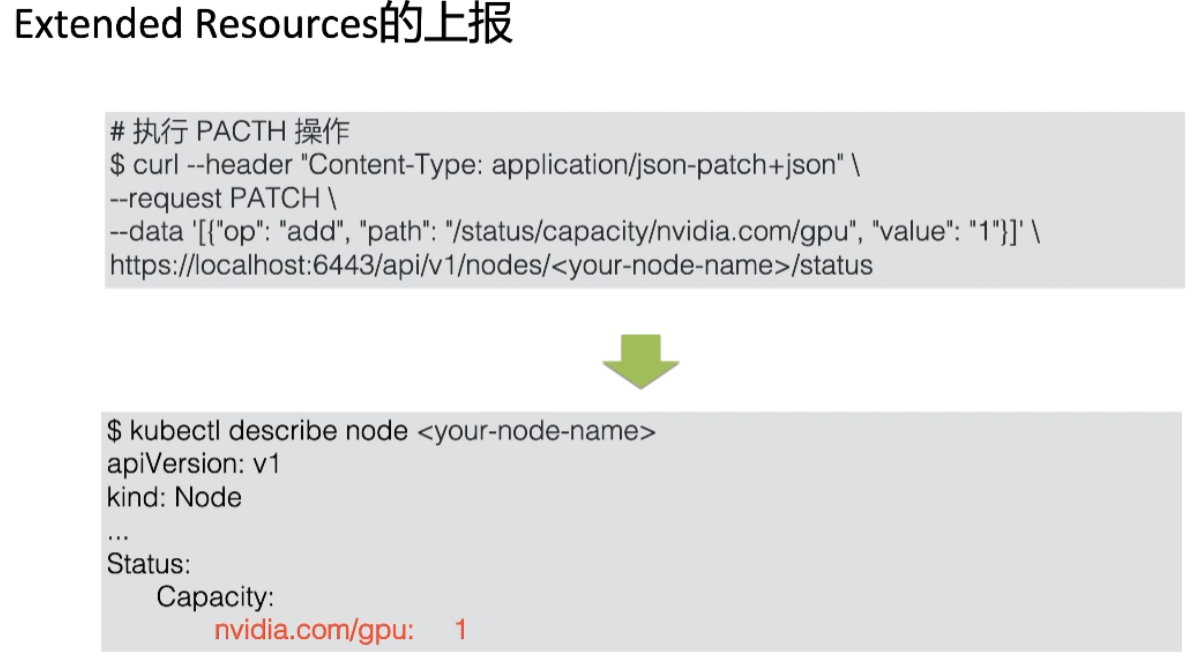 Extended Resources的上报
# 执行 PACTH 操作
$ curl --header "Content-Type: application/json-patch+json" \
--request PATCH \
--data '[{"op": "add", "path": "/status/capacity/nvidia.com/gpu", "value": "1"}]' \
https://localhost:6443/api/v1/nodes/<your-node-name>/status
$ kubectl describe node <your-node-name>
apiVersion: v1
kind: Node
...
Status:
Capacity:
nvidia.com/gpu: 1